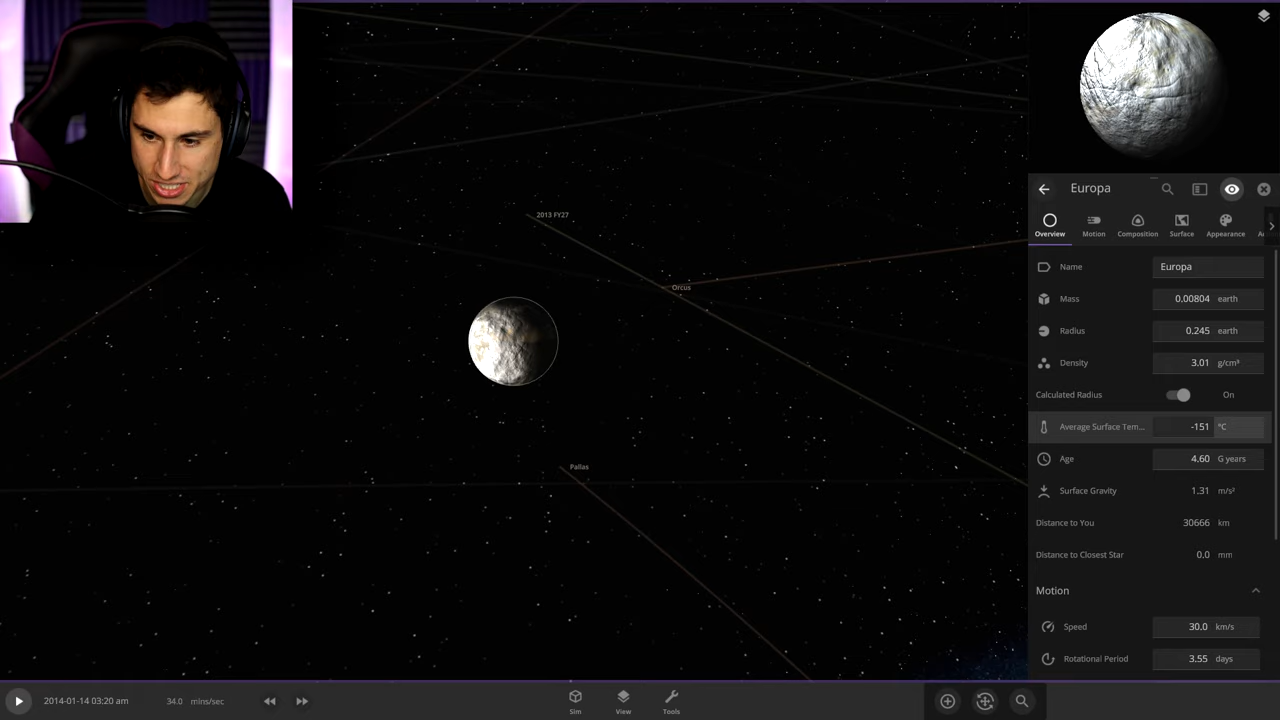 Europa
Overview
Motion
Composition
Surface
Appearance
Name Europa
Mass 0.00804 earth
Radius 0.245 earth
Density 3.01 g/cm³
Calculated Radius On
Average Surface Tem... -151 °C
Age 4.60 G years
Surface Gravity 1.31 m/s²
Distance to You 30666 km
Distance to Closest Star 0.0 mm
Motion
Speed 30.0 km/s
Rotational Period 3.55 days
2013 FY27
Orcus
Pallas
2014-01-14 03:20 am 34.0 mins/sec
Sim
View
Tools